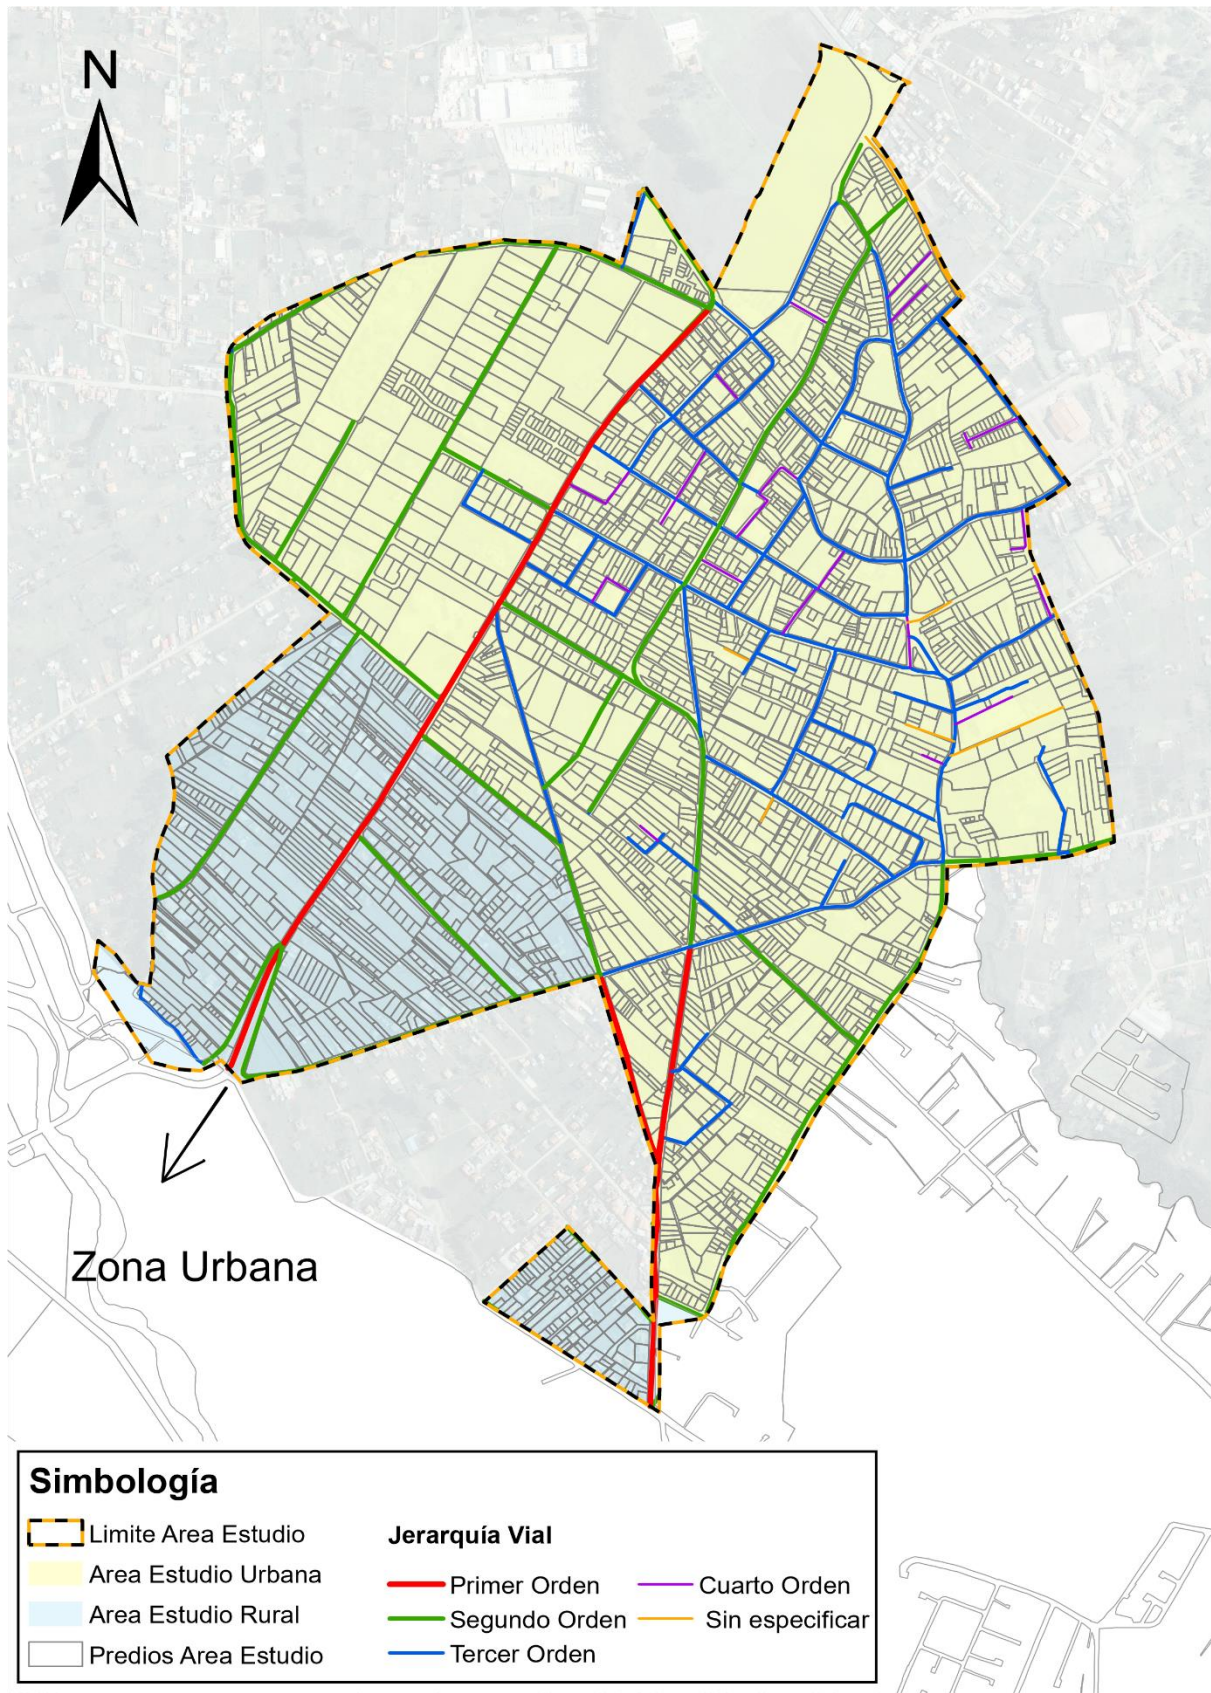 N
Zona Urbana
Simbología
Limite Area Estudio
Area Estudio Urbana
Area Estudio Rural
Predios Area Estudio
Jerarquía Vial
Primer Orden
Segundo Orden
Tercer Orden
Cuarto Orden
Sin especificar